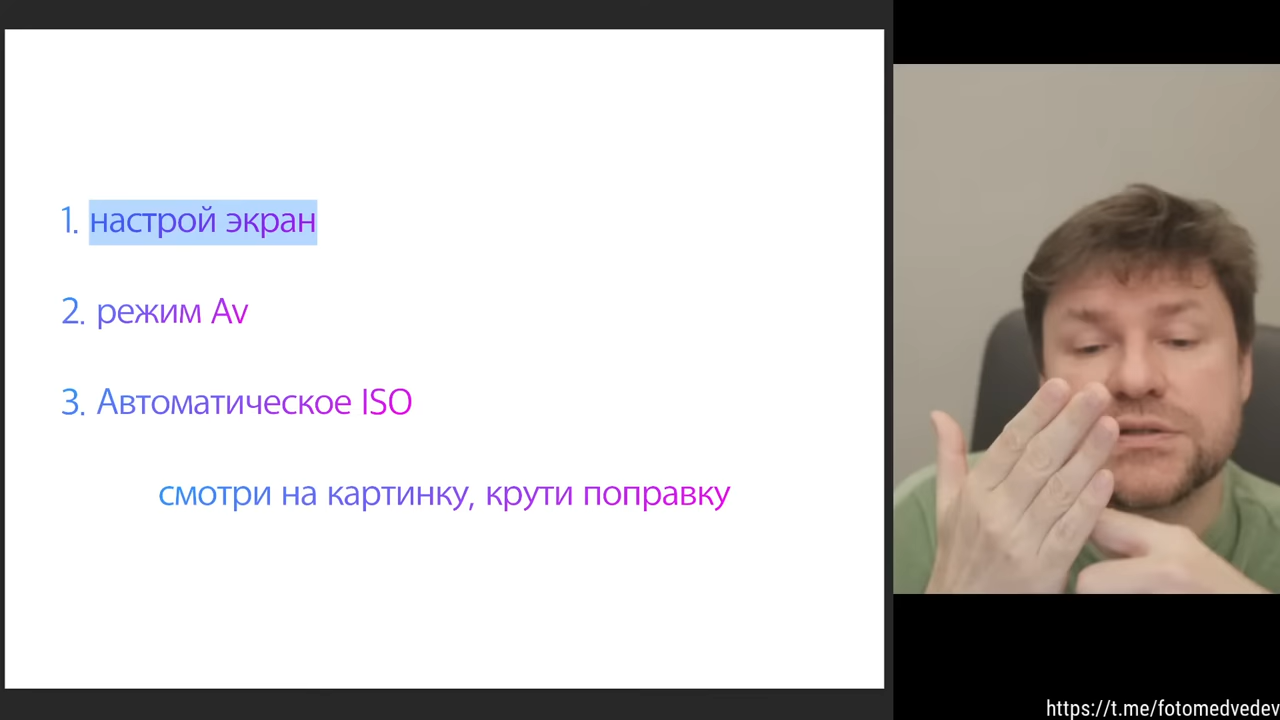 1. настрой экран
2. режим Av
3. Автоматическое ISO
смотри на картинку, крути поправку
https://t.me/fotomedvedev